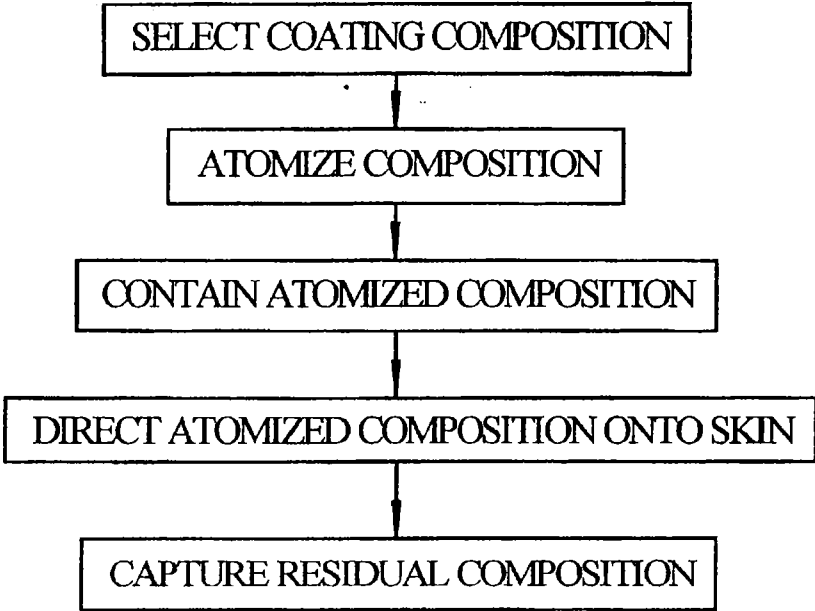 SELECT COATING COMPOSITION
ATOMIZE COMPOSITION
CONTAIN ATOMIZED COMPOSITION
DIRECT ATOMIZED COMPOSITION ONTO SKIN
CAPTURE RESIDUAL COMPOSITION